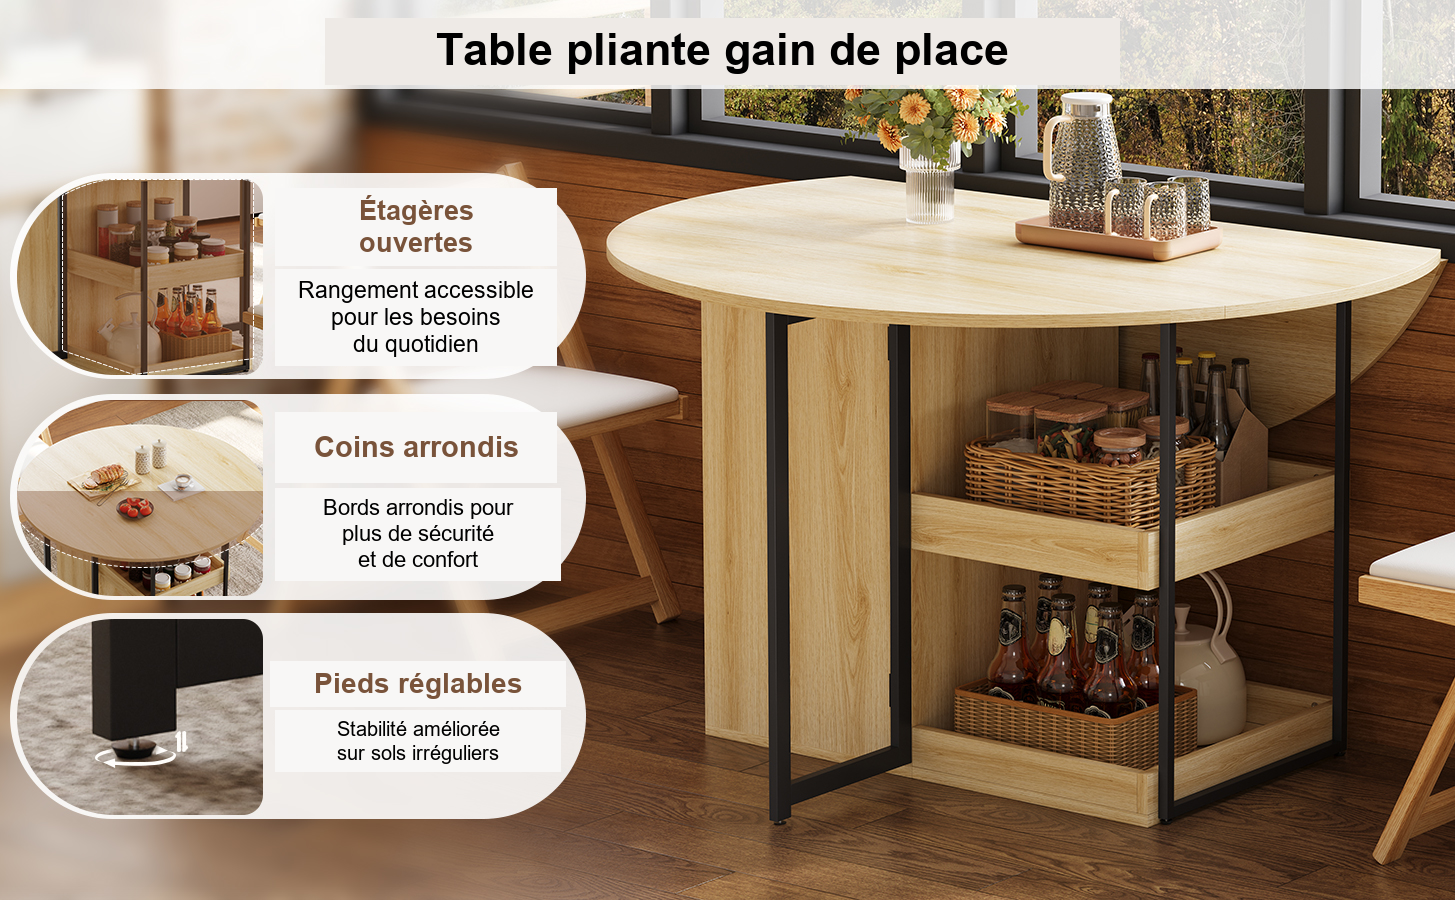 Table pliante gain de place
Étagères
ouvertes
Rangement accessible
pour les besoins
du quotidien
Coins arrondis
Bords arrondis pour
plus de sécurité
et de confort
Pieds réglables
Stabilité améliorée
sur sols irréguliers